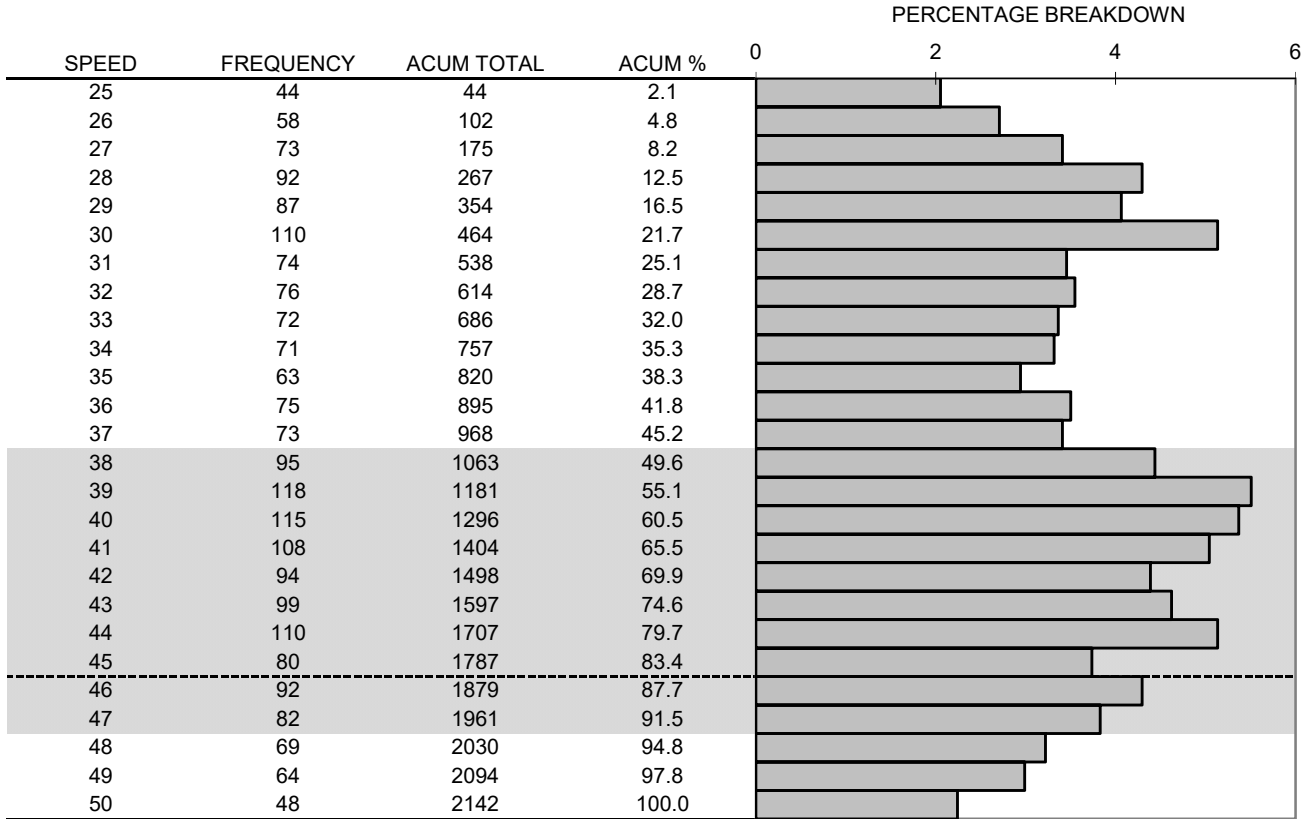 PERCENTAGE BREAKDOWN
SPEED FREQUENCY ACUM TOTAL ACUM % 0 2 4 6
25 44 44 2.1
26 58 102 4.8
27 73 175 8.2
28 92 267 12.5
29 87 354 16.5
30 110 464 21.7
31 74 538 25.1
32 76 614 28.7
33 72 686 32.0
34 71 757 35.3
35 63 820 38.3
36 75 895 41.8
37 73 968 45.2
38 95 1063 49.6
39 118 1181 55.1
40 115 1296 60.5
41 108 1404 65.5
42 94 1498 69.9
43 99 1597 74.6
44 110 1707 79.7
45 80 1787 83.4
46 92 1879 87.7
47 82 1961 91.5
48 69 2030 94.8
49 64 2094 97.8
50 48 2142 100.0